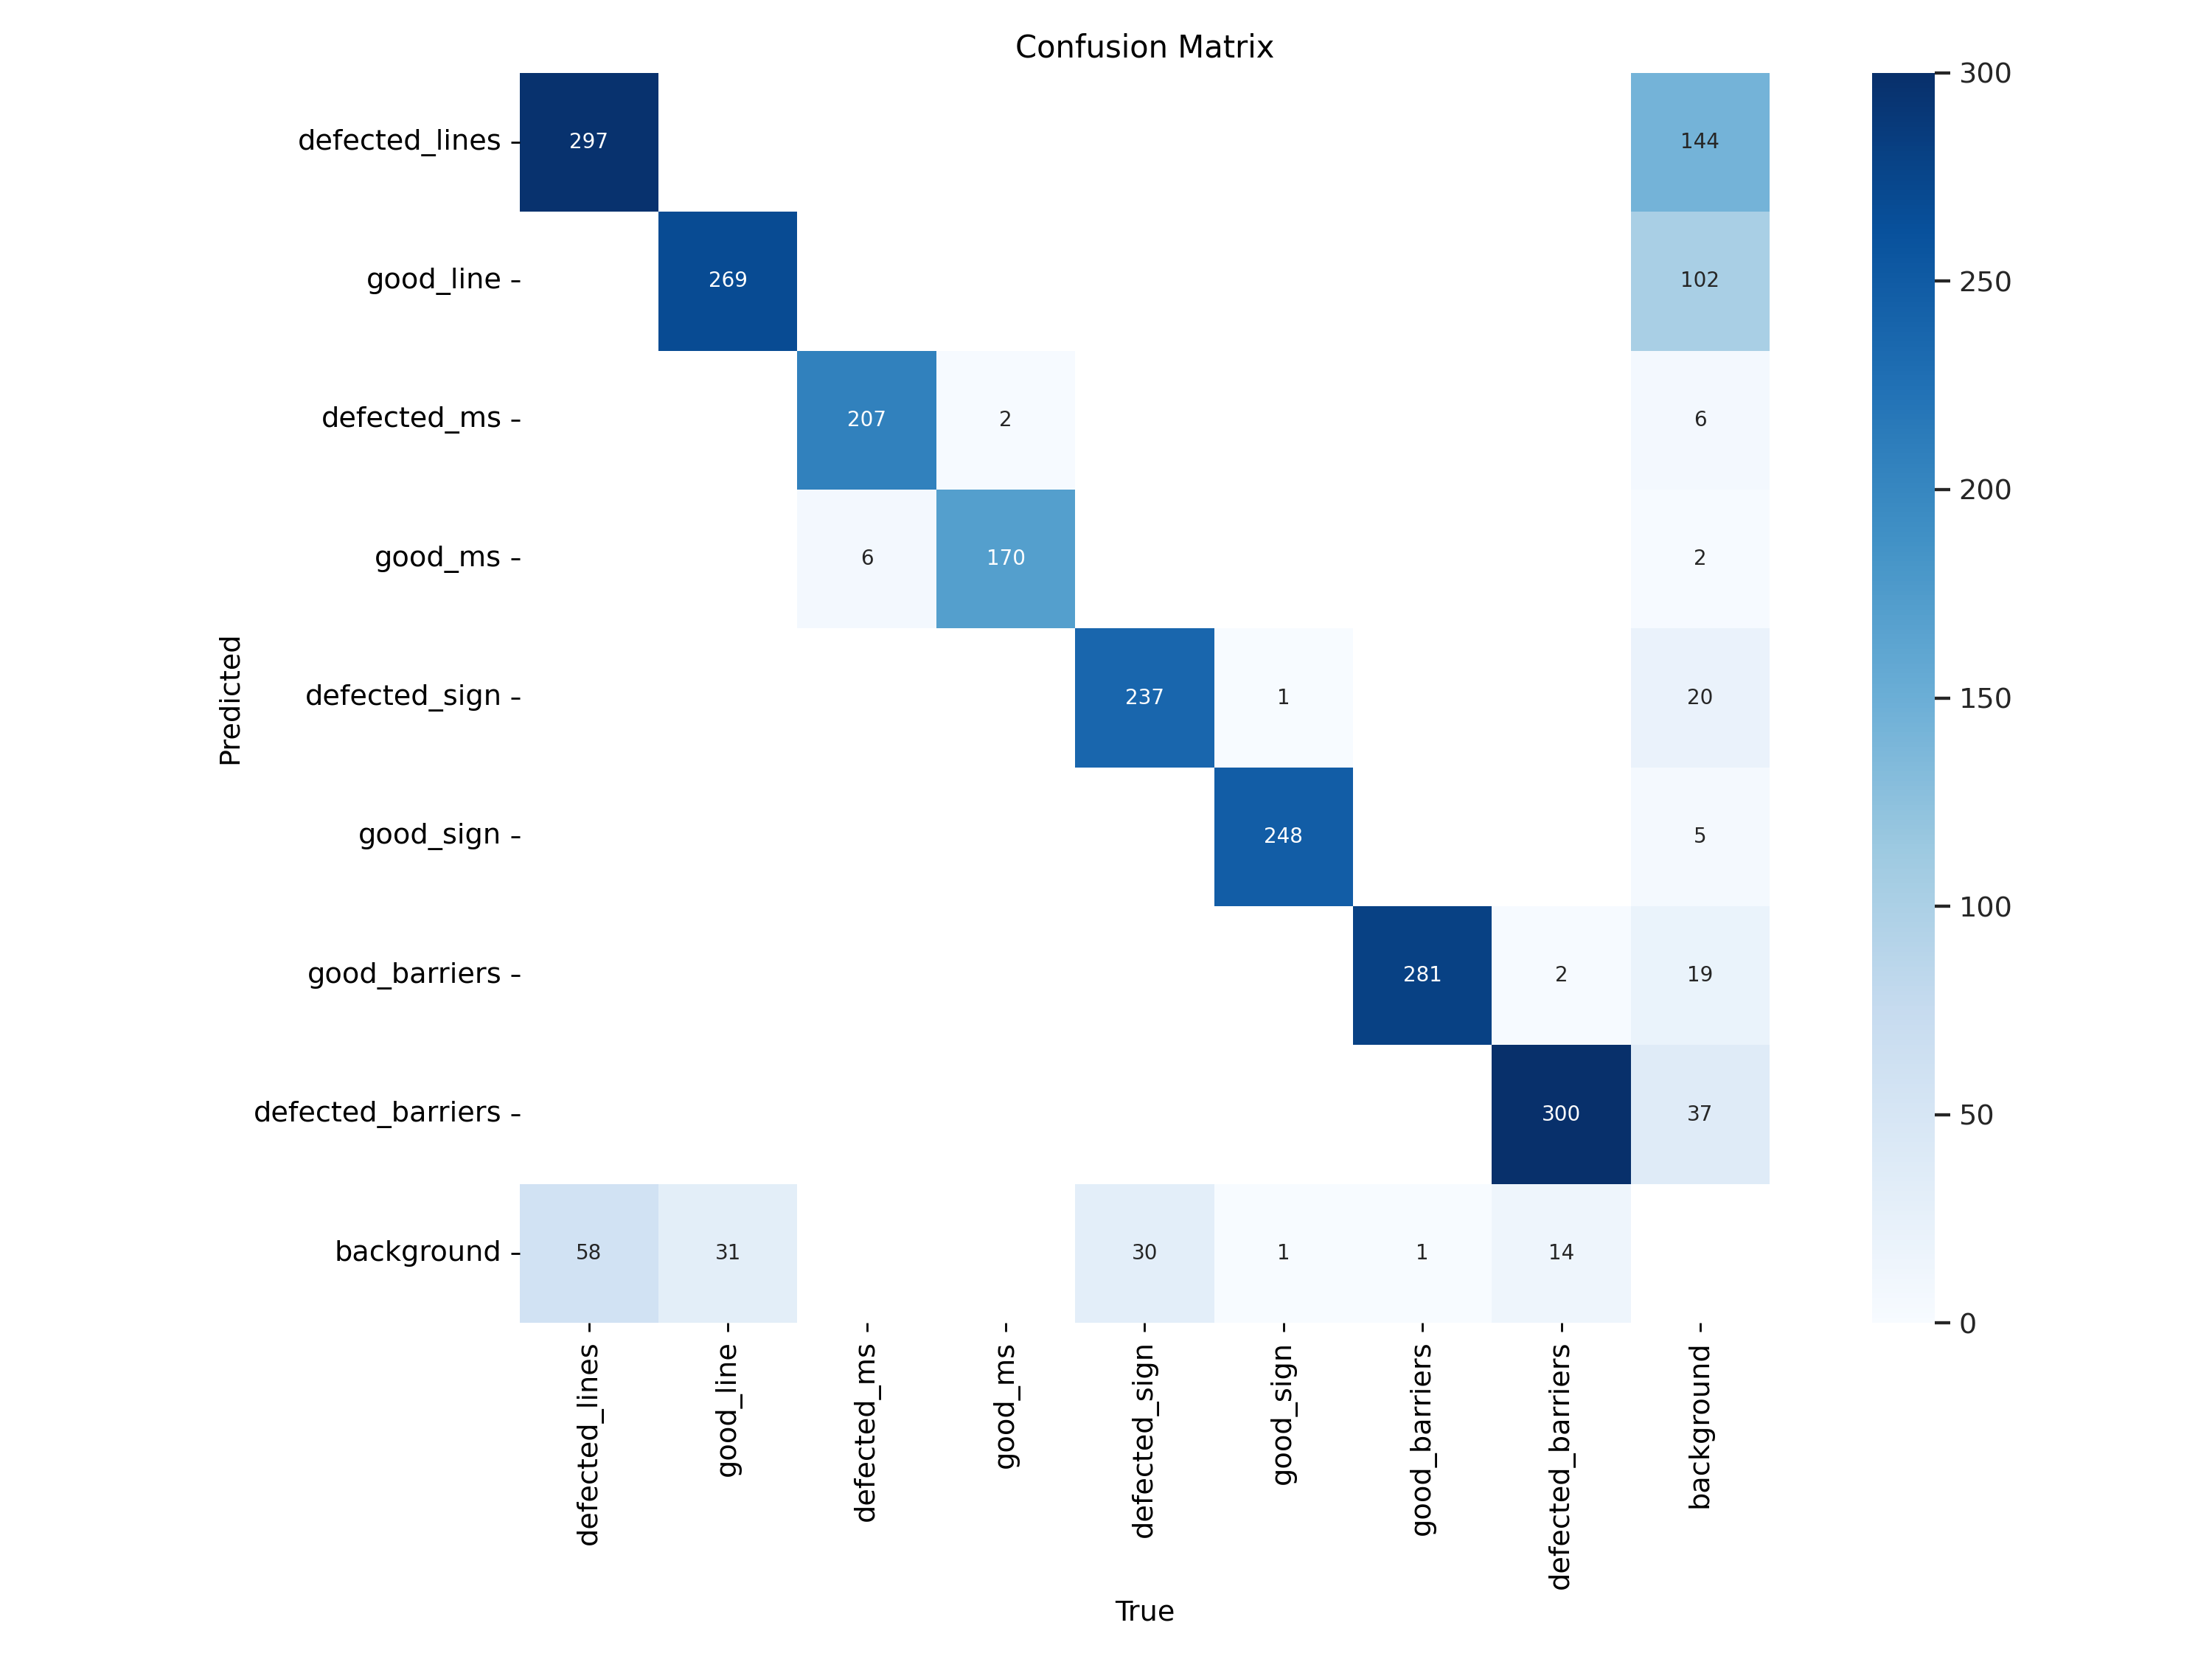 Confusion Matrix
defected_lines 297 144
good_line 269 102
defected_ms 207 2 6
good_ms 6 170 2
defected_sign 237 1 20
good_sign 248 5
good_barriers 281 2 19
defected_barriers 300 37
background 58 31 30 1 1 14
Predicted
defected_lines
good_line
defected_ms
good_ms
defected_sign
good_sign
good_barriers
defected_barriers
background
True
300
250
200
150
100
50
0